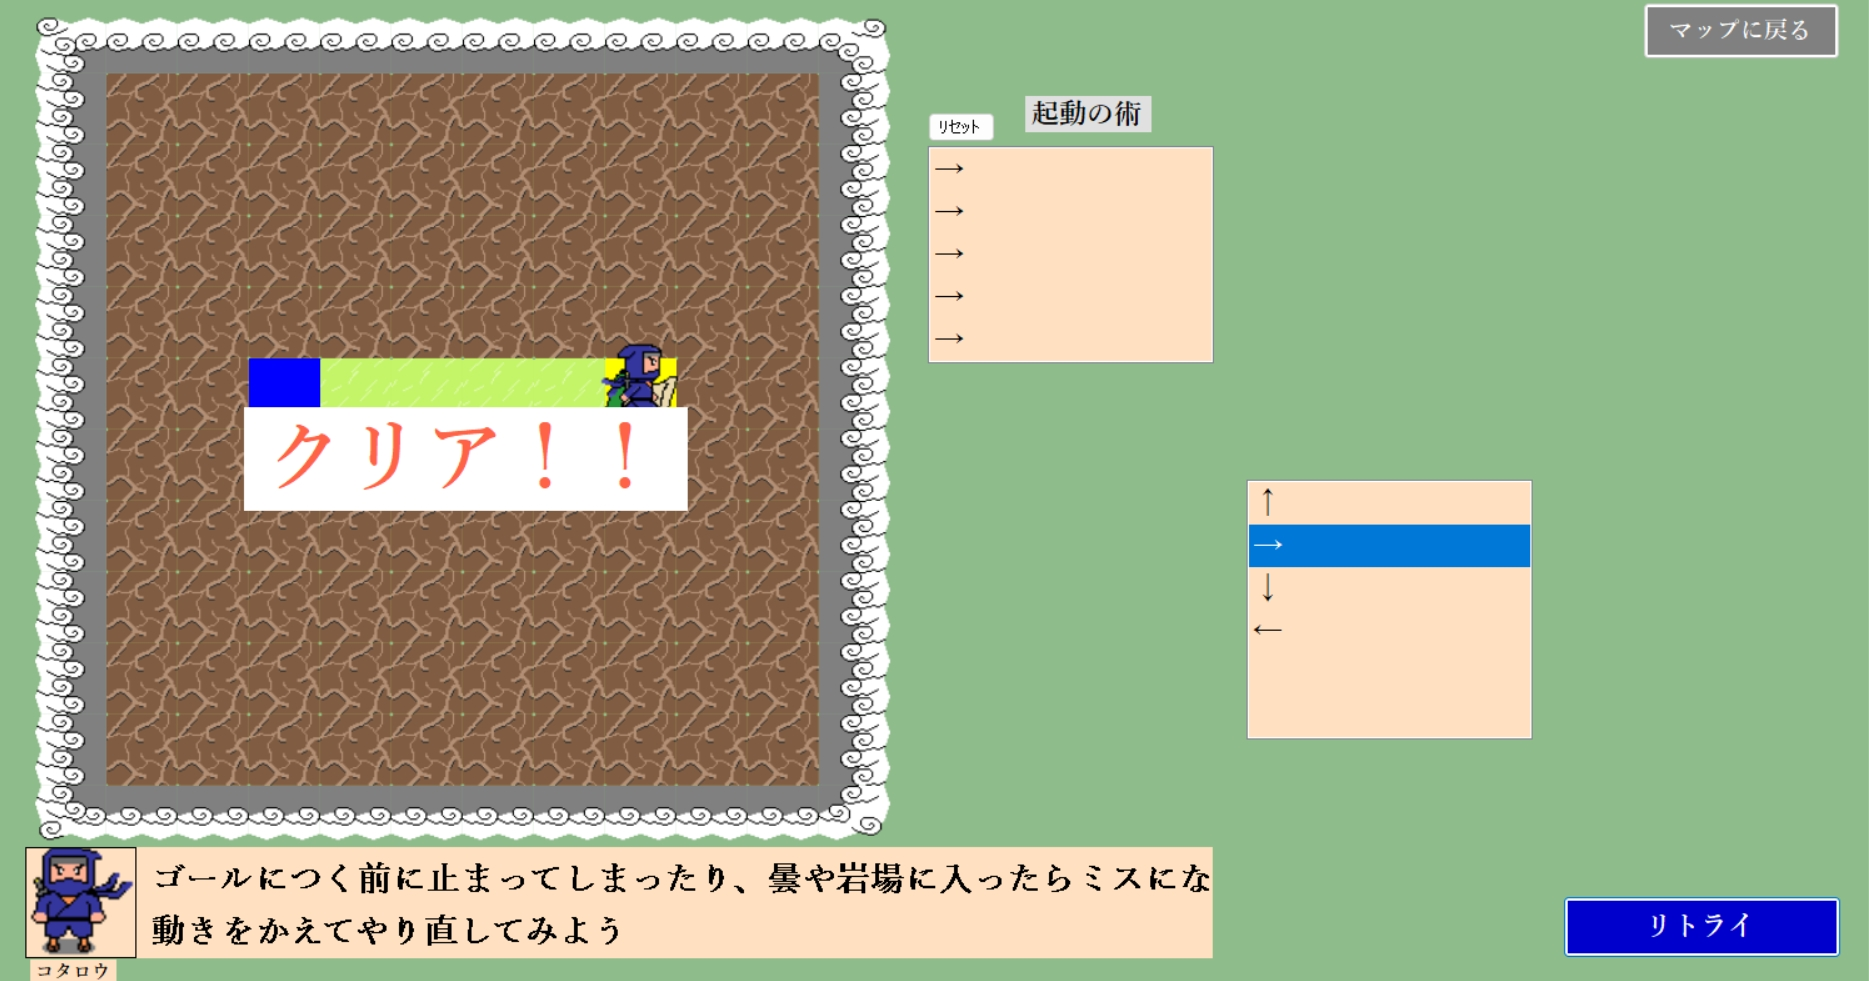 マップに戻る
起動の術
リセット
→
→
→
→
→
クリア！！
↑
→
↓
←
ゴールにつく前に止まってしまったり、曇や岩場に入ったらミスにな
動きをかえてやり直してみよう
コタロウ
リトライ